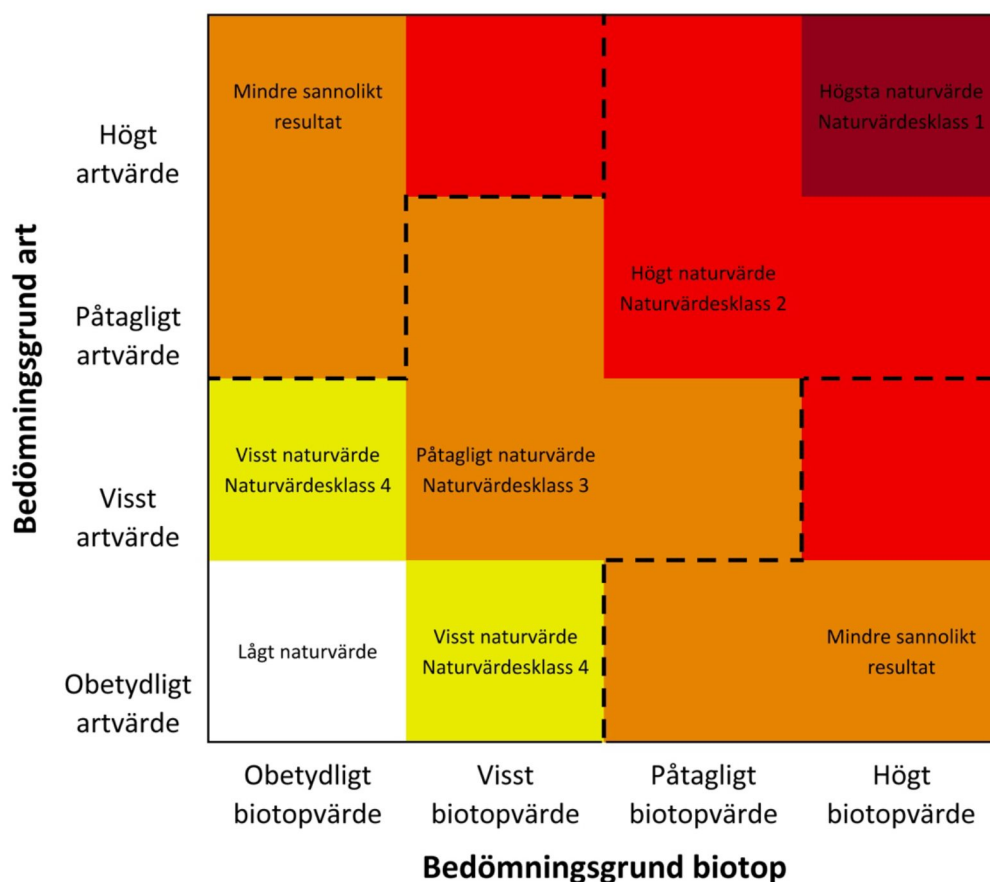 Bedömningsgrund art
Högt
artvärde
Mindre sannolikt
resultat
Högsta naturvärde
Naturvärdesklass 1
Påtagligt
artvärde
Högt naturvärde
Naturvärdesklass 2
Visst
artvärde
Visst naturvärde
Naturvärdesklass 4
Påtagligt naturvärde
Naturvärdesklass 3
Obetydligt
artvärde
Lågt naturvärde
Visst naturvärde
Naturvärdesklass 4
Mindre sannolikt
resultat
Obetydligt
biotopvärde
Visst
biotopvärde
Påtagligt
biotopvärde
Högt
biotopvärde
Bedömningsgrund biotop